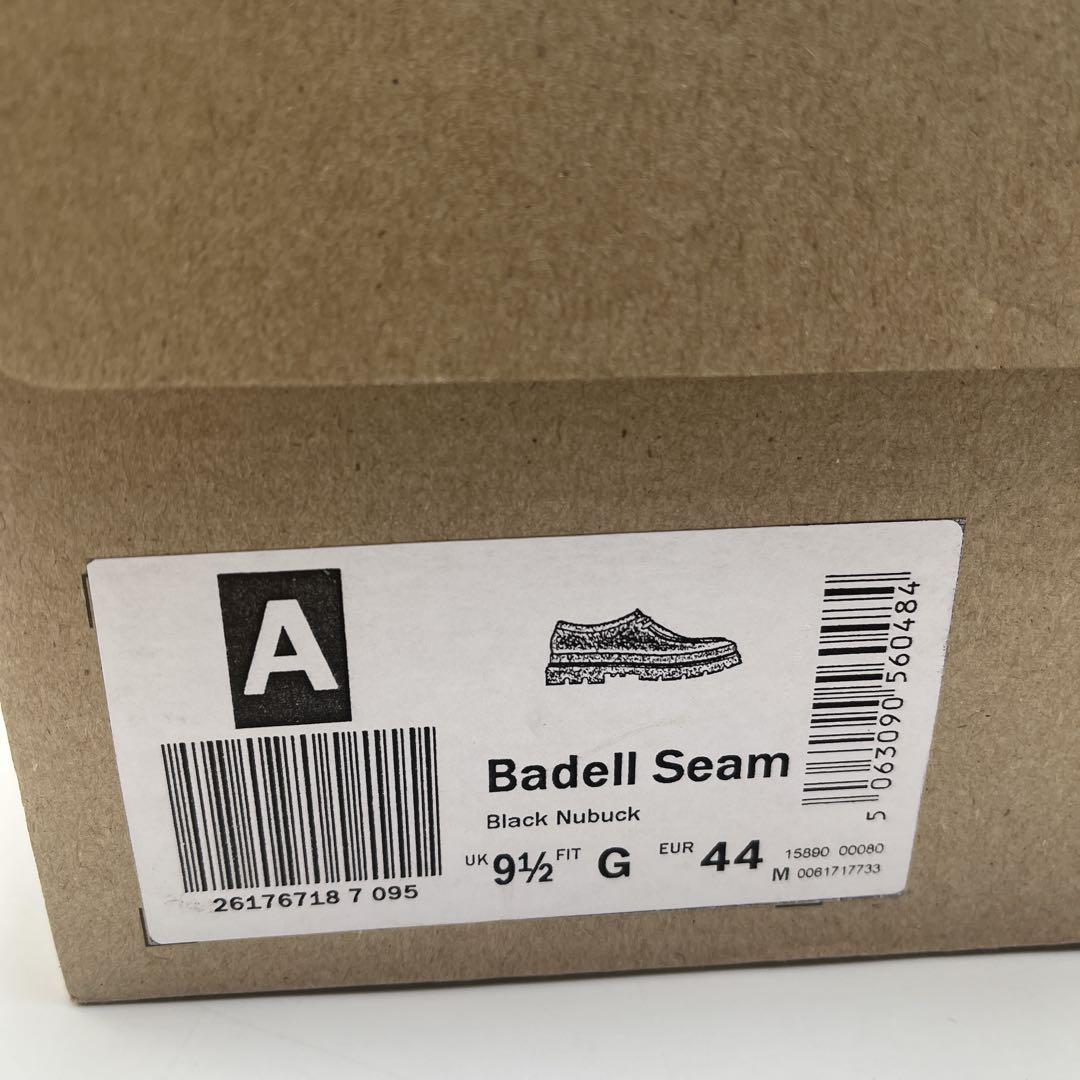 A
26176718 7 095
Badell Seam
Black Nubuck
UK 9½ FIT G EUR 44
15890 00080
M 0061717733
5 063090 560484